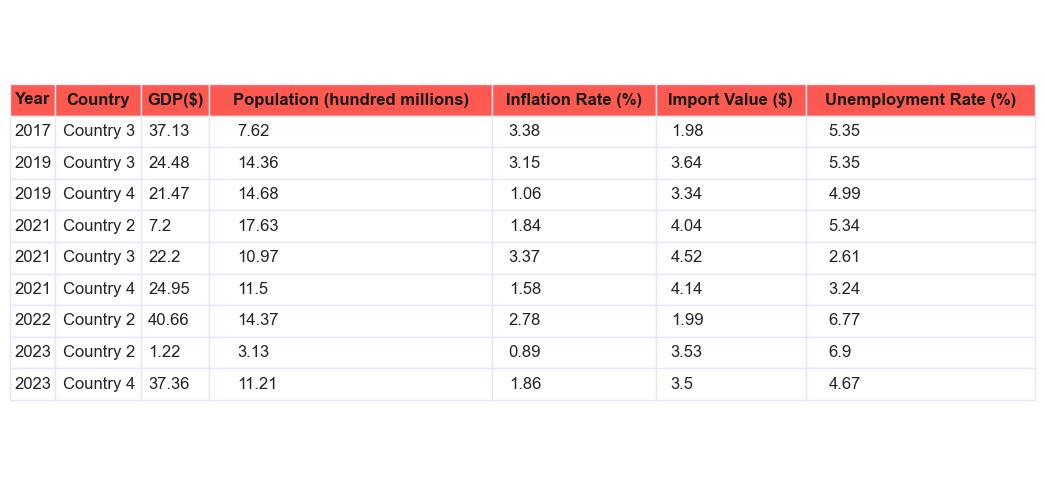 Year Country GDP($) Population (hundred millions) Inflation Rate (%) Import Value ($) Unemployment Rate (%)
2017 Country 3 37.13 7.62 3.38 1.98 5.35
2019 Country 3 24.48 14.36 3.15 3.64 5.35
2019 Country 4 21.47 14.68 1.06 3.34 4.99
2021 Country 2 7.2 17.63 1.84 4.04 5.34
2021 Country 3 22.2 10.97 3.37 4.52 2.61
2021 Country 4 24.95 11.5 1.58 4.14 3.24
2022 Country 2 40.66 14.37 2.78 1.99 6.77
2023 Country 2 1.22 3.13 0.89 3.53 6.9
2023 Country 4 37.36 11.21 1.86 3.5 4.67